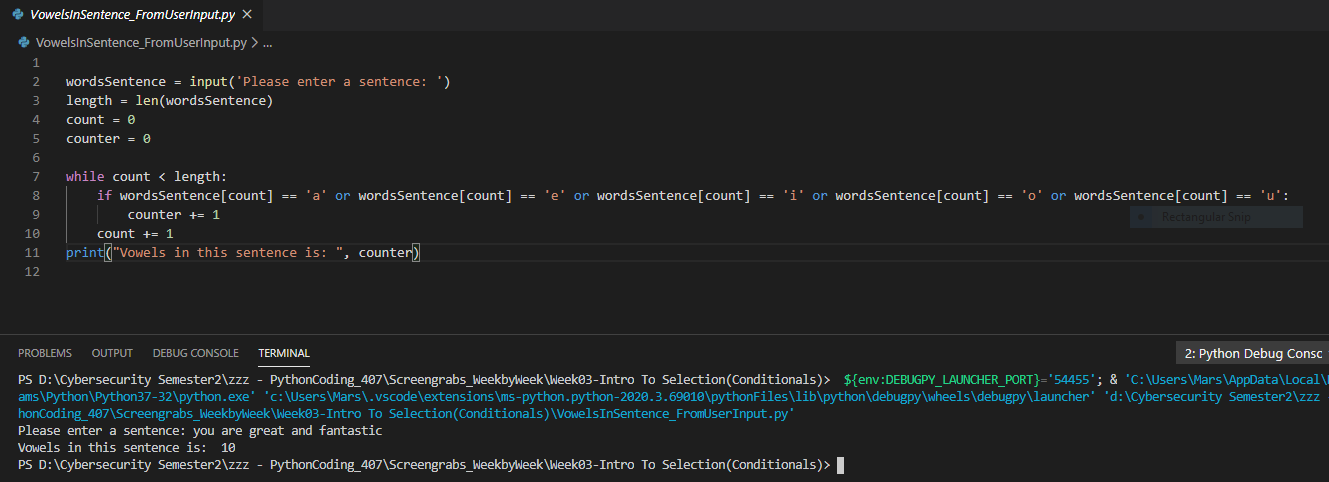 VowelsInSentence_FromUserInput.py ×
VowelsInSentence_FromUserInput.py > ...
1
2 wordsSentence = input('Please enter a sentence: ')
3 length = len(wordsSentence)
4 count = 0
5 counter = 0
6
7 while count < length:
8 if wordsSentence[count] == 'a' or wordsSentence[count] == 'e' or wordsSentence[count] == 'i' or wordsSentence[count] == 'o' or wordsSentence[count] == 'u':
9 counter += 1
Rectangular Snip
10 count += 1
11 print("Vowels in this sentence is: ", counter)
12
PROBLEMS OUTPUT DEBUG CONSOLE TERMINAL 2: Python Debug Consc
PS D:\Cybersecurity Semester2\zzz - PythonCoding_407\Screengrabs_WeekbyWeek\Week03-Intro To Selection(Conditionals)> ${env:DEBUGPY_LAUNCHER_PORT}='54455'; & 'C:\Users\Mars\AppData\Local\
ams\Python\Python37-32\python.exe' 'c:\Users\Mars\.vscode\extensions\ms-python.python-2020.3.69010\pythonFiles\lib\python\debugpy\wheels\debugpy\launcher' 'd:\Cybersecurity Semester2\zzz -
honCoding_407\Screengrabs_WeekbyWeek\Week03-Intro To Selection(Conditionals)\VowelsInSentence_FromUserInput.py'
Please enter a sentence: you are great and fantastic
Vowels in this sentence is:  10
PS D:\Cybersecurity Semester2\zzz - PythonCoding_407\Screengrabs_WeekbyWeek\Week03-Intro To Selection(Conditionals)>